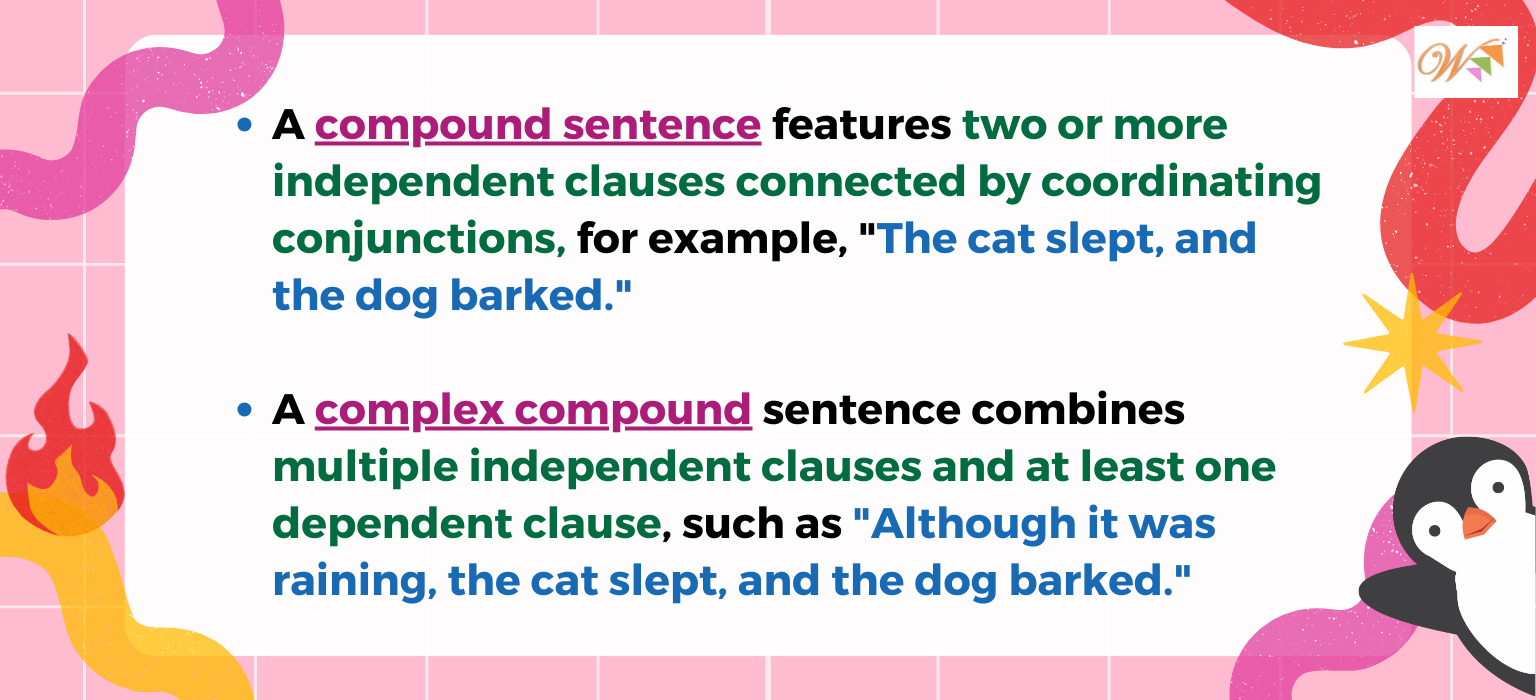 W
• A compound sentence features two or more
independent clauses connected by coordinating
conjunctions, for example, "The cat slept, and
the dog barked."
• A complex compound sentence combines
multiple independent clauses and at least one
dependent clause, such as "Although it was
raining, the cat slept, and the dog barked."